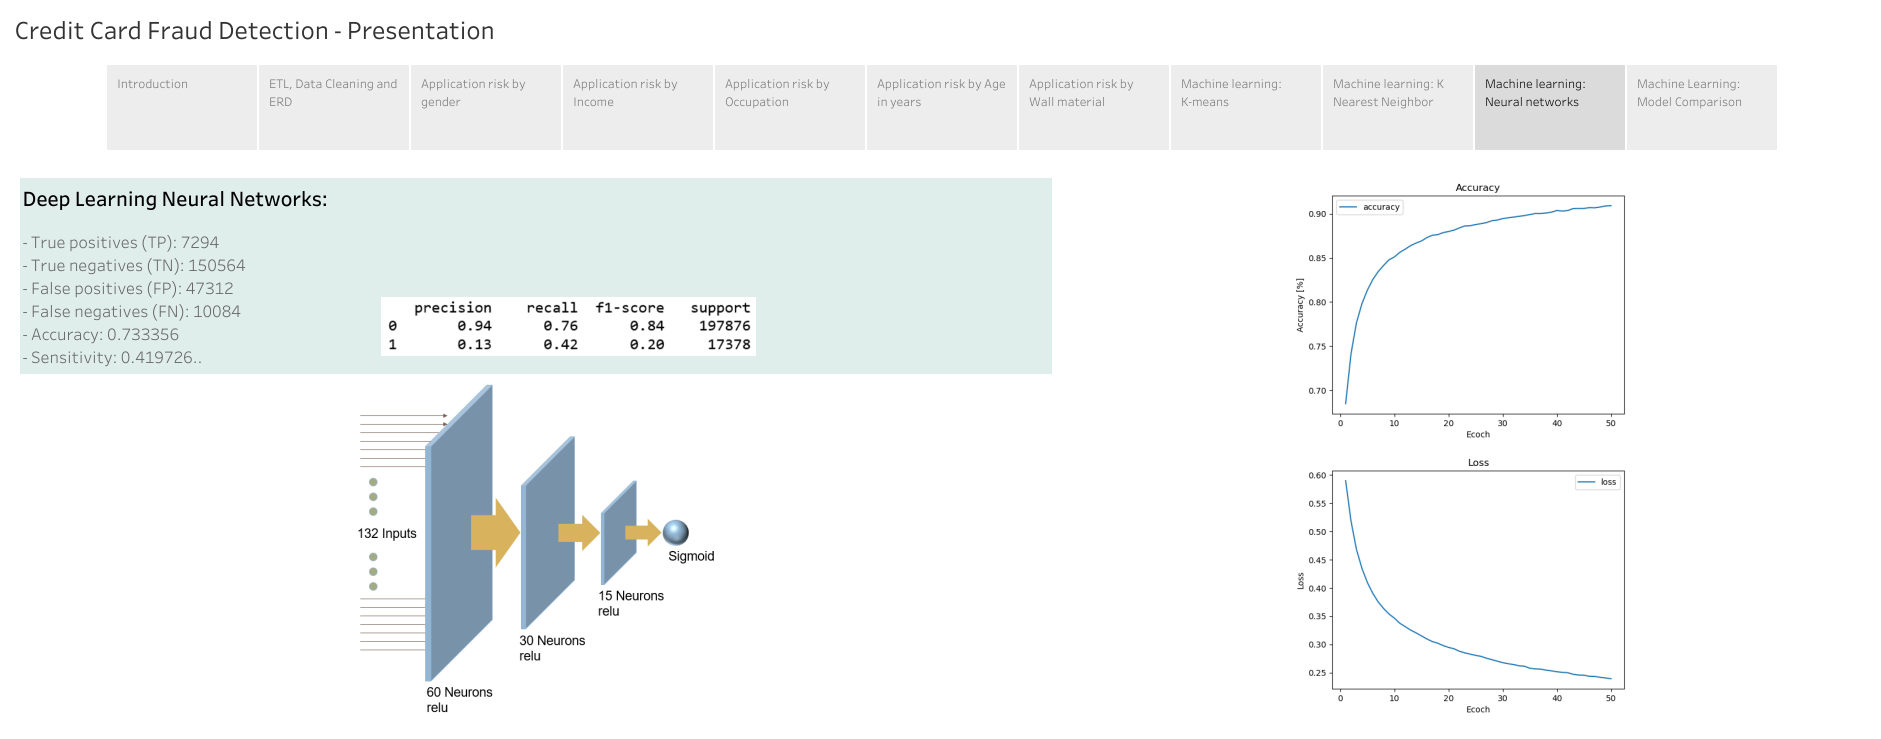 Credit Card Fraud Detection - Presentation
Introduction
ETL, Data Cleaning and
ERD
Application risk by
gender
Application risk by
Income
Application risk by
Occupation
Application risk by Age
in years
Application risk by
Wall material
Machine learning:
K-means
Machine learning: K
Nearest Neighbor
Machine learning:
Neural networks
Machine Learning:
Model Comparison
Deep Learning Neural Networks:
- True positives (TP): 7294
- True negatives (TN): 150564
- False positives (FP): 47312
- False negatives (FN): 10084
- Accuracy: 0.733356
- Sensitivity: 0.419726..
precision recall f1-score support
0 0.94 0.76 0.84 197876
1 0.13 0.42 0.20 17378
132 Inputs
60 Neurons
relu
30 Neurons
relu
15 Neurons
relu
Sigmoid
Accuracy
accuracy
Accuracy [%]
0.90
0.85
0.80
0.75
0.70
0 10 20 30 40 50
Ecoch
Loss
loss
Loss
0.60
0.55
0.50
0.45
0.40
0.35
0.30
0.25
0 10 20 30 40 50
Ecoch